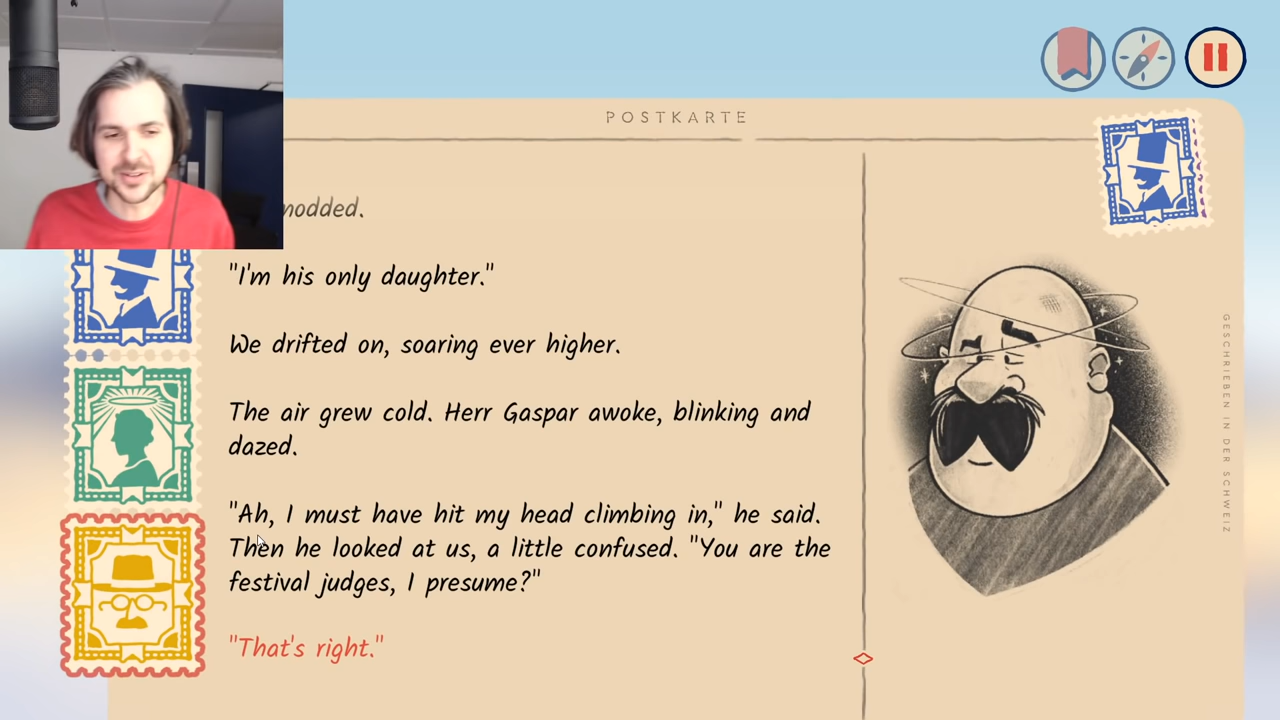 POSTKARTE
nodded.
"I'm his only daughter."
We drifted on, soaring ever higher.
The air grew cold. Herr Gaspar awoke, blinking and
dazed.
"Ah, I must have hit my head climbing in," he said.
Then he looked at us, a little confused. "You are the
festival judges, I presume?"
"That's right."
GESCHRIEBEN IN DER SCHWEIZ